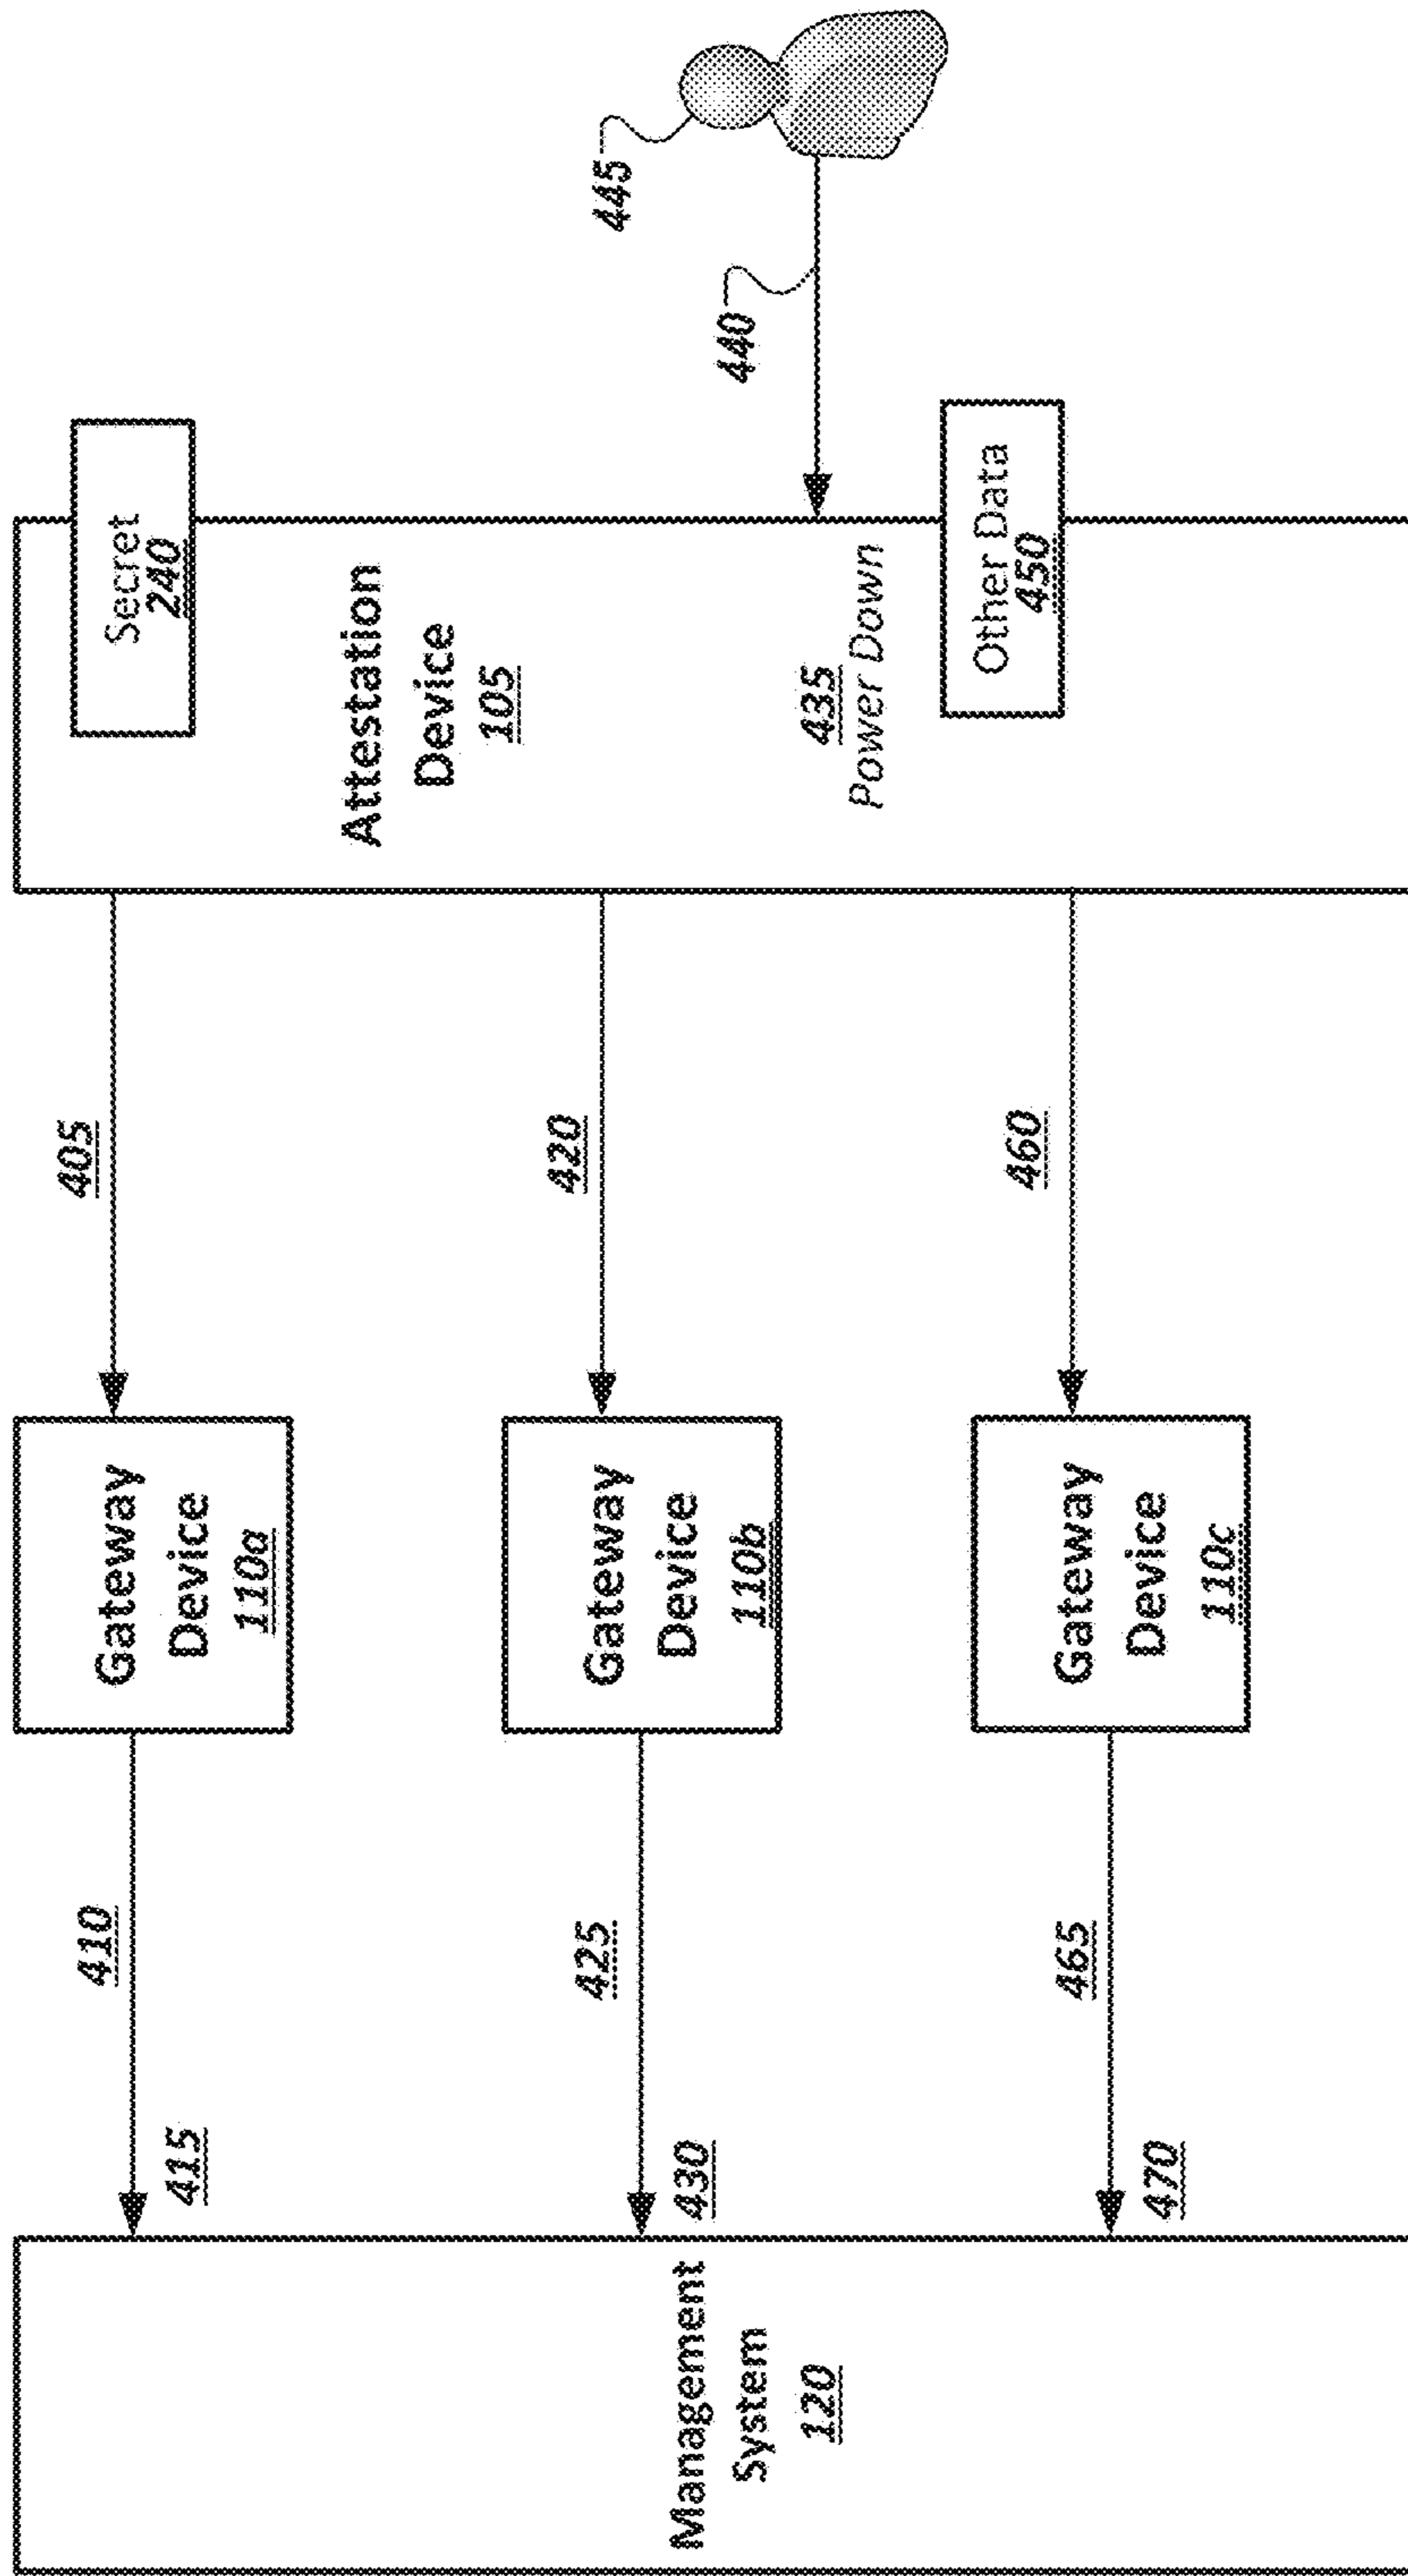 Management
System
120
410
415
Gateway
Device
110a
405
Secret
240
Attestation
Device
105
425
430
Gateway
Device
110b
420
445
440
435
Power Down
Other Data
450
465
470
Gateway
Device
110c
460